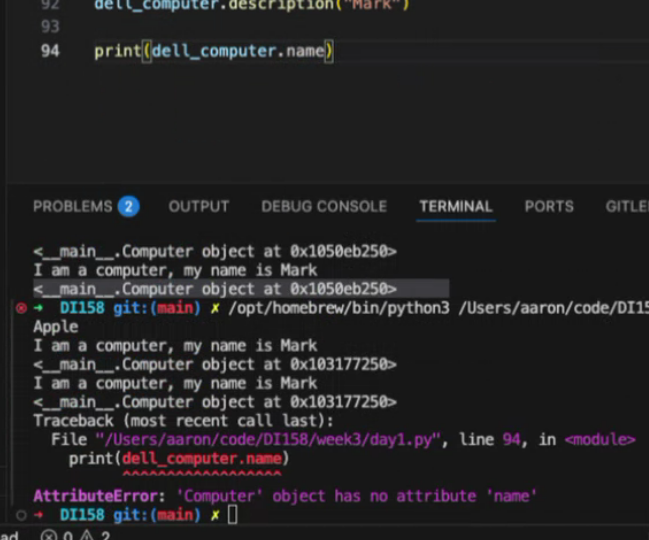 92 dell_computer.description("Mark")
93
94 print(dell_computer.name)
PROBLEMS 2 OUTPUT DEBUG CONSOLE TERMINAL PORTS GITLE
<__main__.Computer object at 0x1050eb250>
I am a computer, my name is Mark
<__main__.Computer object at 0x1050eb250>
➜ DI158 git:(main) ✗ /opt/homebrew/bin/python3 /Users/aaron/code/DI15
Apple
I am a computer, my name is Mark
<__main__.Computer object at 0x103177250>
I am a computer, my name is Mark
<__main__.Computer object at 0x103177250>
Traceback (most recent call last):
File "/Users/aaron/code/DI158/week3/day1.py", line 94, in <module>
print(dell_computer.name)
^^^^^^^^^^^^^^^^^^
AttributeError: 'Computer' object has no attribute 'name'
➜ DI158 git:(main) ✗
ad 0 2